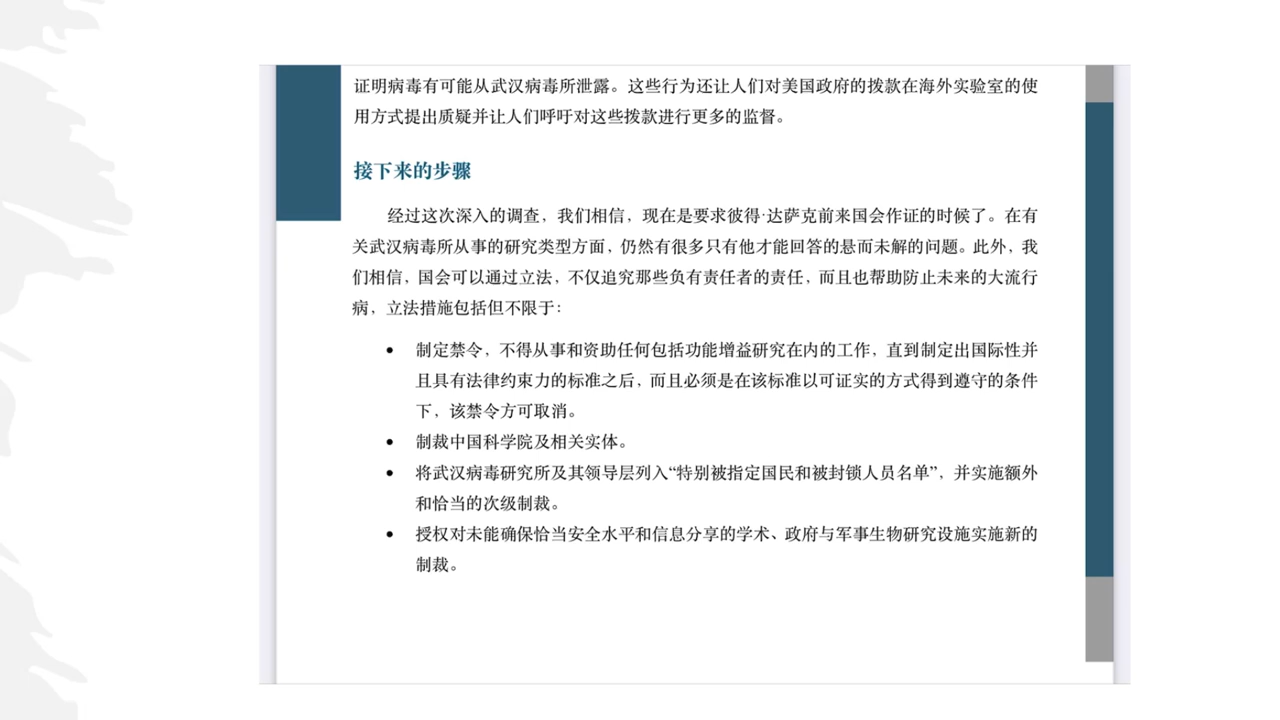 证明病毒有可能从武汉病毒所泄露。这些行为还让人们对美国政府的拨款在海外实验室的使
用方式提出质疑并让人们呼吁对这些拨款进行更多的监督。
接下来的步骤
经过这次深入的调查，我们相信，现在是要求彼得·达萨克前来国会作证的时候了。在有
关武汉病毒所从事的研究类型方面，仍然有很多只有他才能回答的悬而未解的问题。此外，我
们相信，国会可以通过立法，不仅追究那些负有责任者的责任，而且也帮助防止未来的大流行
病，立法措施包括但不限于：
• 制定禁令，不得从事和资助任何包括功能增益研究在内的工作，直到制定出国际性并
且具有法律约束力的标准之后，而且必须是在该标准以可证实的方式得到遵守的条件
下，该禁令方可取消。
• 制裁中国科学院及相关实体。
• 将武汉病毒研究所及其领导层列入“特别被指定国民和被封锁人员名单”，并实施额外
和恰当的次级制裁。
• 授权对未能确保恰当安全水平和信息分享的学术、政府与军事生物研究设施实施新的
制裁。